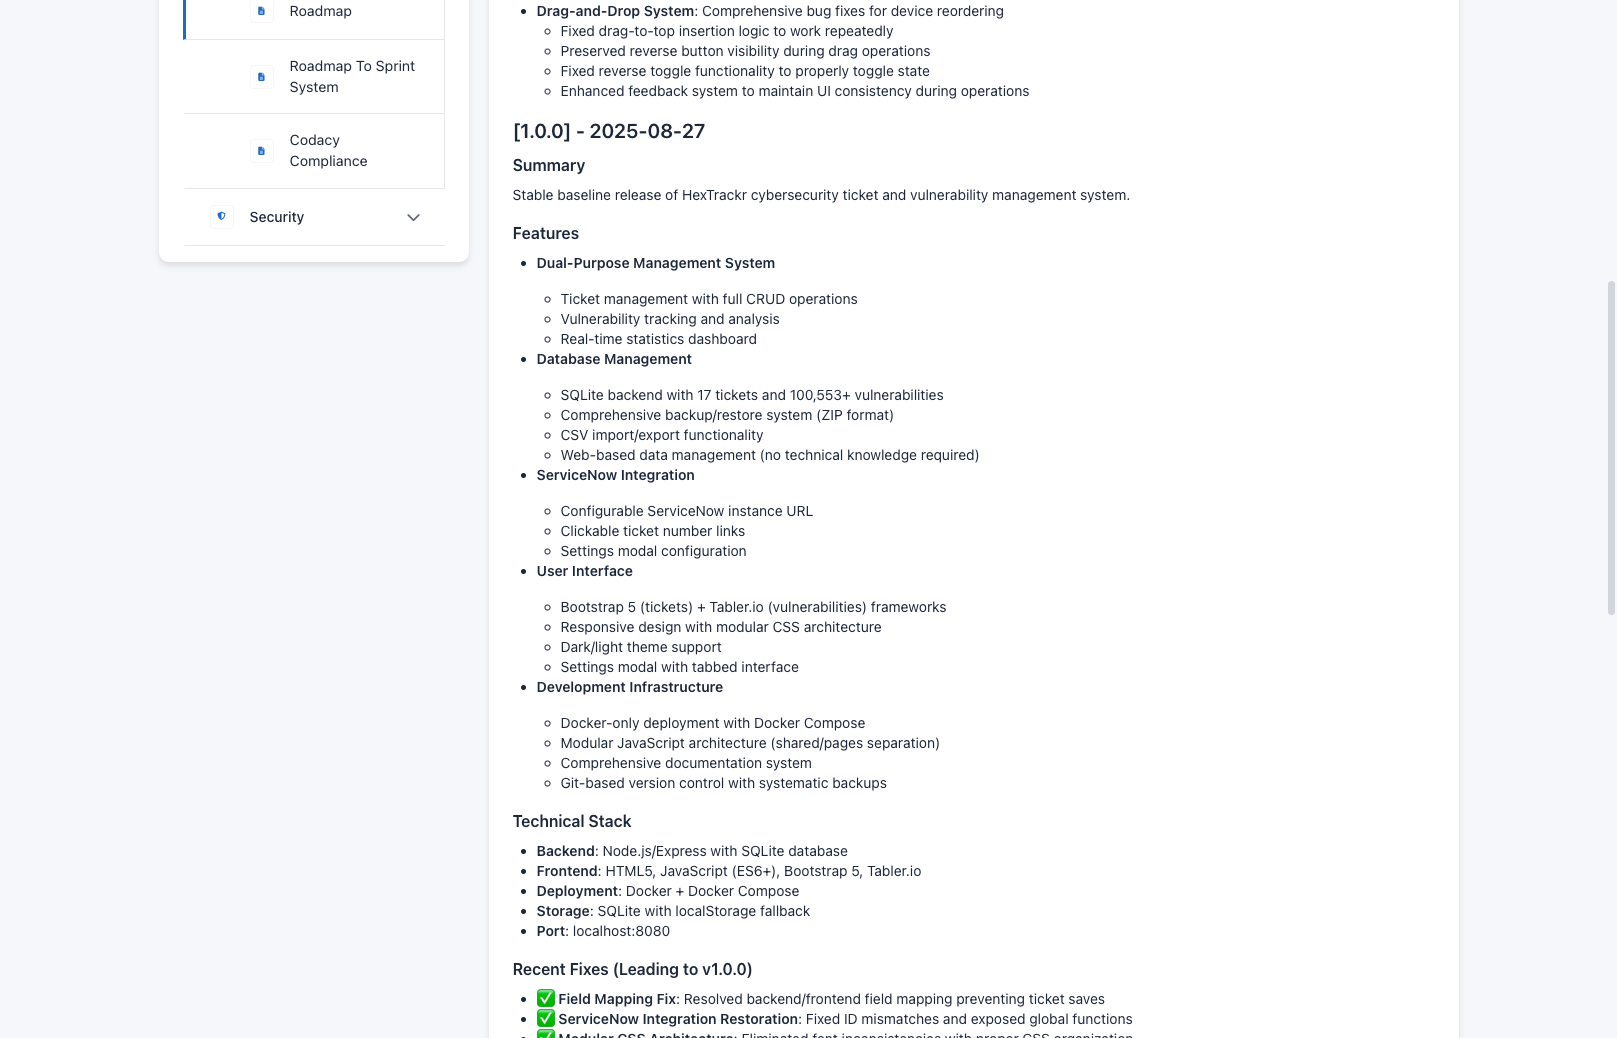 Roadmap
Roadmap To Sprint
System
Codacy
Compliance
Security
Drag-and-Drop System: Comprehensive bug fixes for device reordering
Fixed drag-to-top insertion logic to work repeatedly
Preserved reverse button visibility during drag operations
Fixed reverse toggle functionality to properly toggle state
Enhanced feedback system to maintain UI consistency during operations
[1.0.0] - 2025-08-27
Summary
Stable baseline release of HexTrackr cybersecurity ticket and vulnerability management system.
Features
Dual-Purpose Management System
Ticket management with full CRUD operations
Vulnerability tracking and analysis
Real-time statistics dashboard
Database Management
SQLite backend with 17 tickets and 100,553+ vulnerabilities
Comprehensive backup/restore system (ZIP format)
CSV import/export functionality
Web-based data management (no technical knowledge required)
ServiceNow Integration
Configurable ServiceNow instance URL
Clickable ticket number links
Settings modal configuration
User Interface
Bootstrap 5 (tickets) + Tabler.io (vulnerabilities) frameworks
Responsive design with modular CSS architecture
Dark/light theme support
Settings modal with tabbed interface
Development Infrastructure
Docker-only deployment with Docker Compose
Modular JavaScript architecture (shared/pages separation)
Comprehensive documentation system
Git-based version control with systematic backups
Technical Stack
Backend: Node.js/Express with SQLite database
Frontend: HTML5, JavaScript (ES6+), Bootstrap 5, Tabler.io
Deployment: Docker + Docker Compose
Storage: SQLite with localStorage fallback
Port: localhost:8080
Recent Fixes (Leading to v1.0.0)
✅ Field Mapping Fix: Resolved backend/frontend field mapping preventing ticket saves
✅ ServiceNow Integration Restoration: Fixed ID mismatches and exposed global functions
✅ Modular CSS Architecture: Eliminated font inconsistencies with proper CSS organization